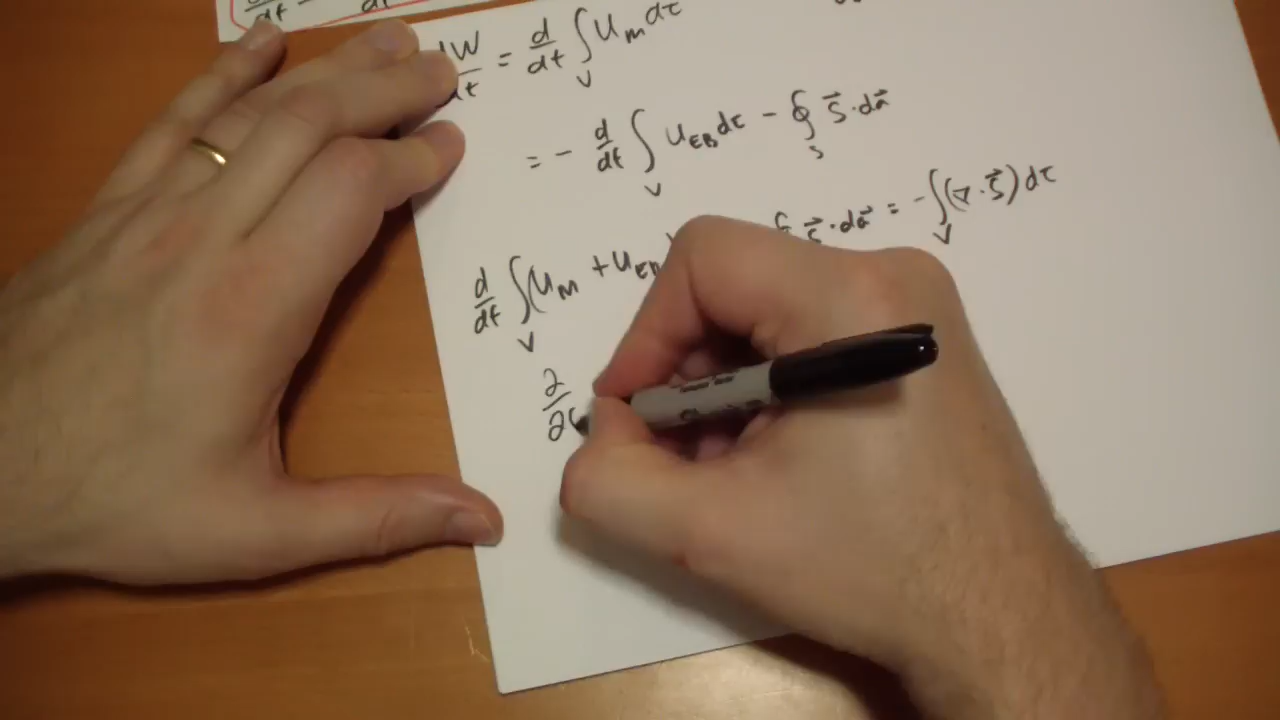 dW/dt = d/dt ∫_V u_m dτ
= - d/dt ∫_V u_EB dτ - ∮_S S⃗ · da⃗
d/dt ∫_V (u_m + u_EB ∮ S⃗ · da⃗ = - ∫_V (∇ · S⃗) dτ
∂/∂t